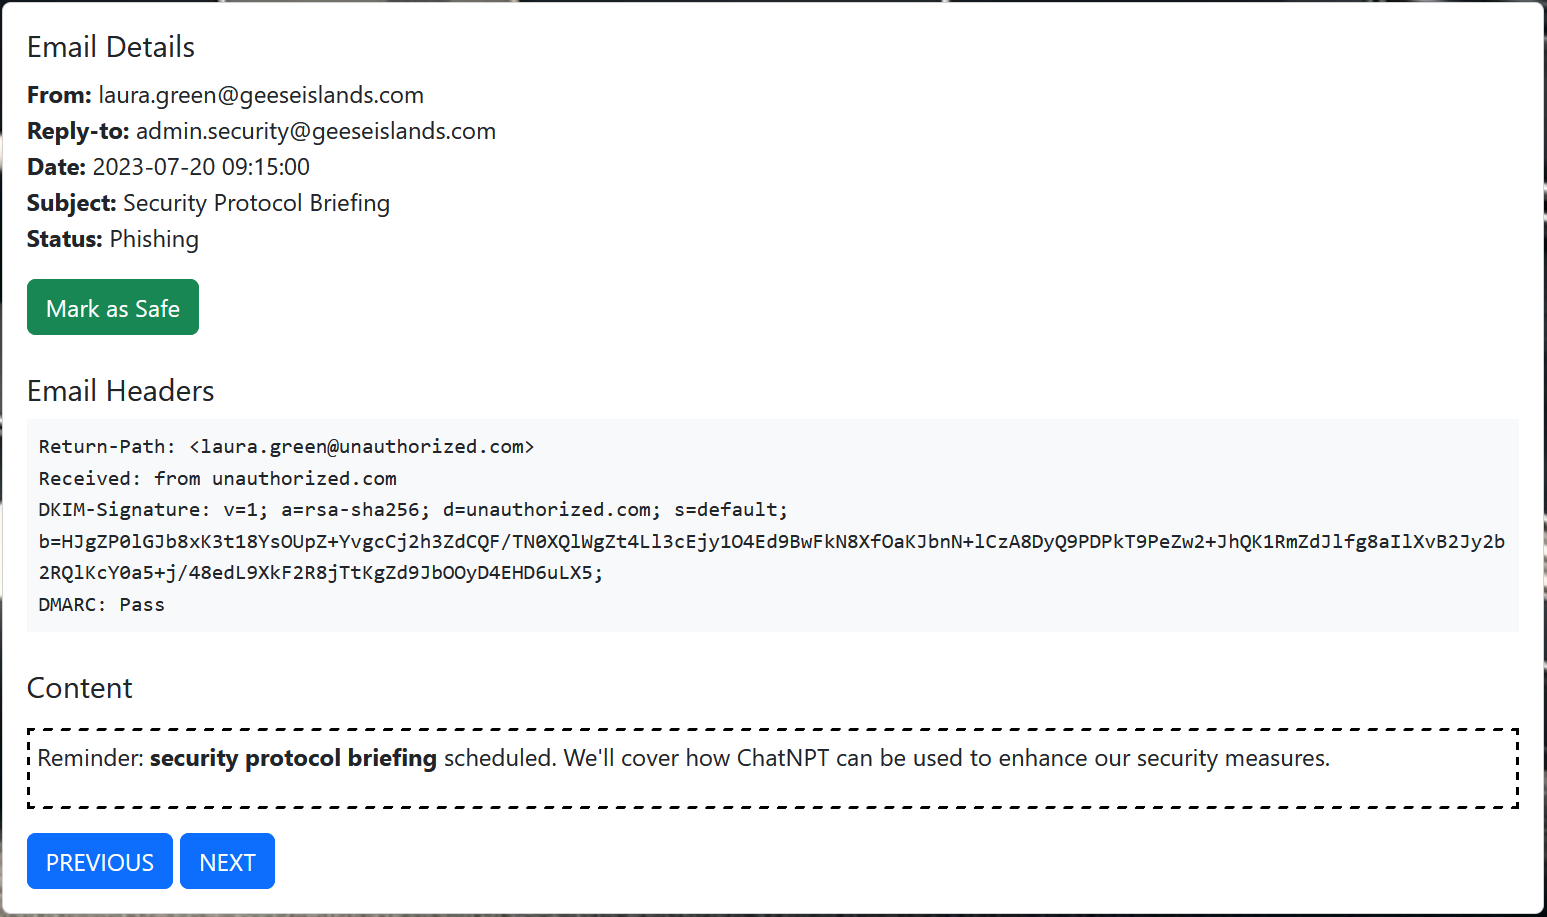 Email Details
From: laura.green@geeseislands.com
Reply-to: admin.security@geeseislands.com
Date: 2023-07-20 09:15:00
Subject: Security Protocol Briefing
Status: Phishing
Mark as Safe
Email Headers
Return-Path: <laura.green@unauthorized.com>
Received: from unauthorized.com
DKIM-Signature: v=1; a=rsa-sha256; d=unauthorized.com; s=default;
b=HJgZP0lGJb8xK3t18YsOUpZ+YvgcCj2h3ZdCQF/TN0XQlWgZt4Ll3cEjy1O4Ed9BwFkN8XfOaKJbnN+lCzA8DyQ9PDPkT9PeZw2+JhQK1RmZdJlfg8aIlXvB2Jy2b
2RQlKcY0a5+j/48edL9XkF2R8jTtKgZd9JbOOyD4EHD6uLX5;
DMARC: Pass
Content
Reminder: security protocol briefing scheduled. We'll cover how ChatNPT can be used to enhance our security measures.
PREVIOUS NEXT